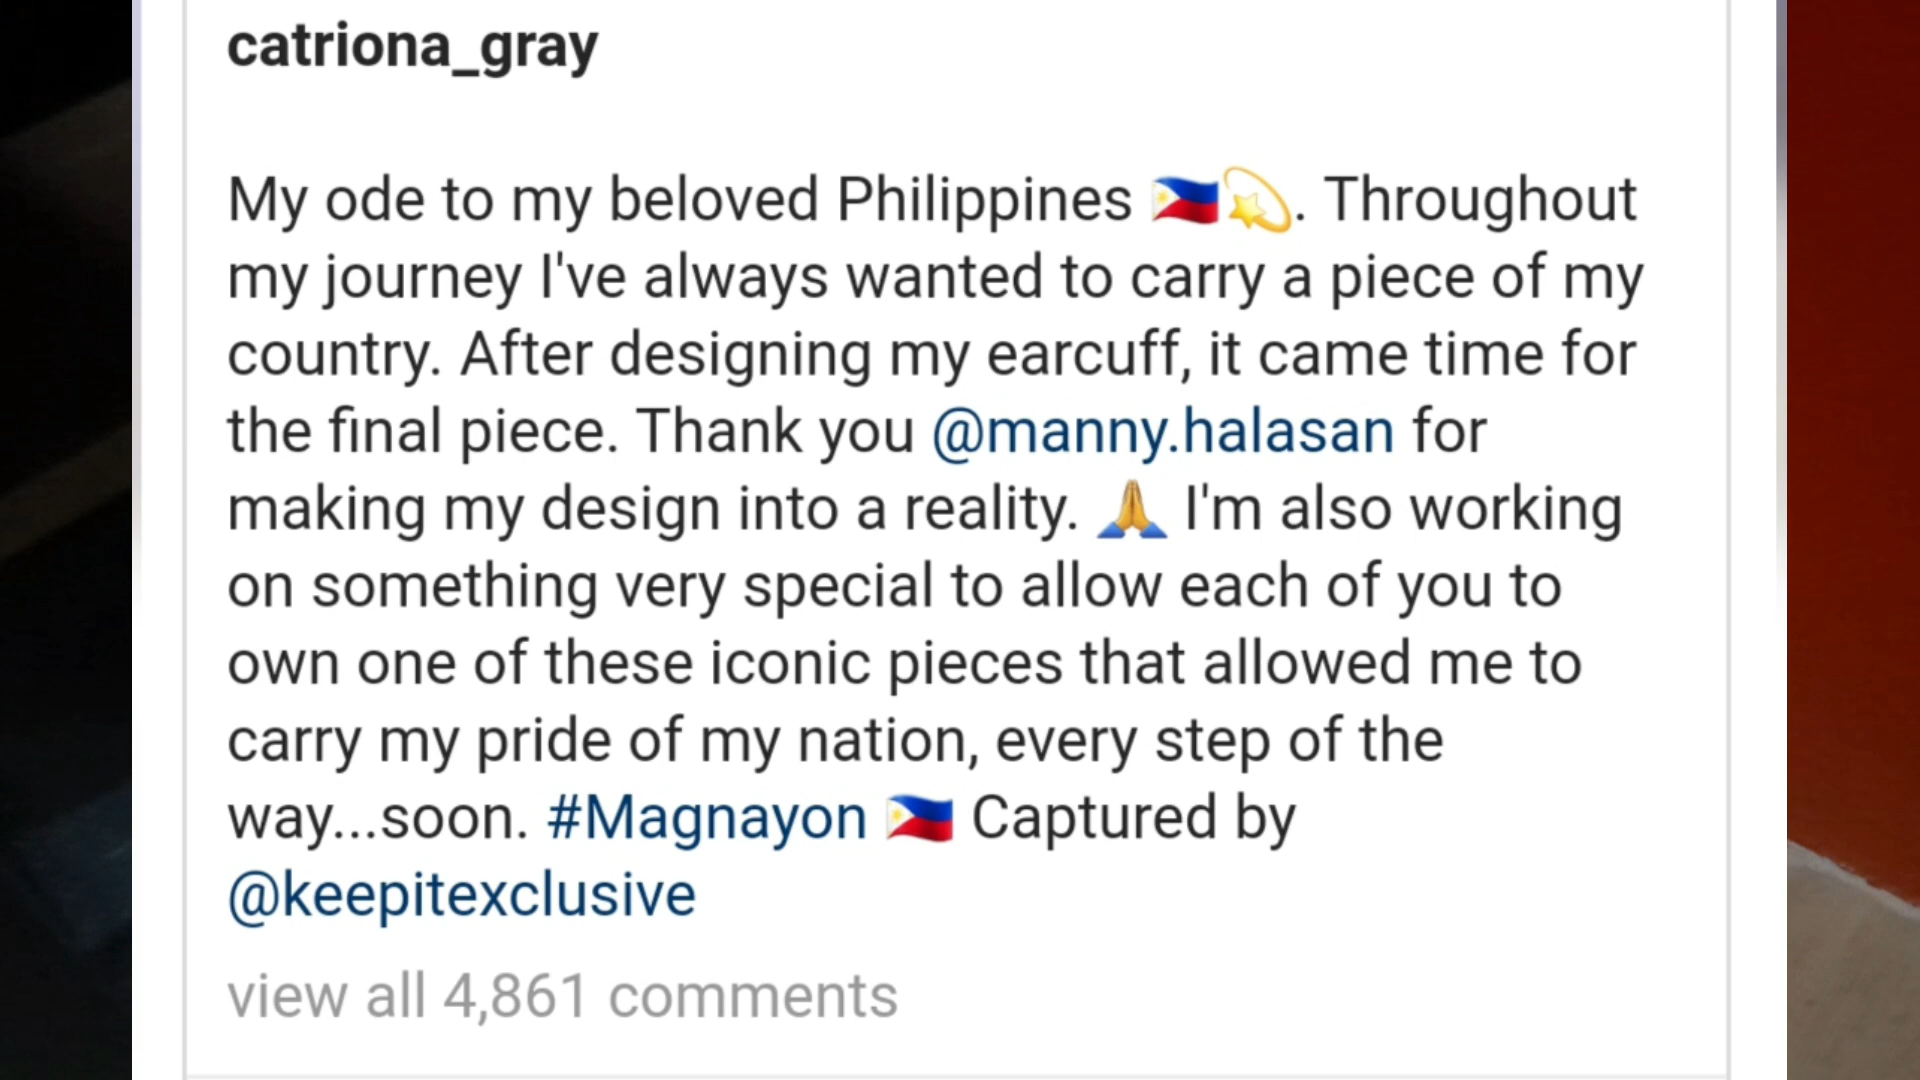 catriona_gray
My ode to my beloved Philippines 🇵🇭💫. Throughout
my journey I've always wanted to carry a piece of my
country. After designing my earcuff, it came time for
the final piece. Thank you @manny.halasan for
making my design into a reality. 🙏 I'm also working
on something very special to allow each of you to
own one of these iconic pieces that allowed me to
carry my pride of my nation, every step of the
way...soon. #Magnayon 🇵🇭 Captured by
@keepitexclusive
view all 4,861 comments